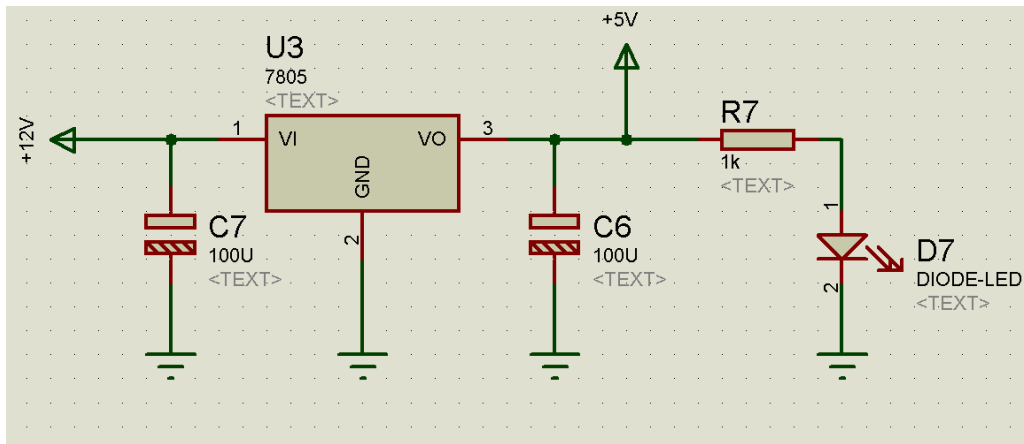 +5V
U3
7805
<TEXT>
+12V
1
VI
VO
3
GND
2
R7
1k
<TEXT>
C7
100U
<TEXT>
C6
100U
<TEXT>
1
2
D7
DIODE-LED
<TEXT>